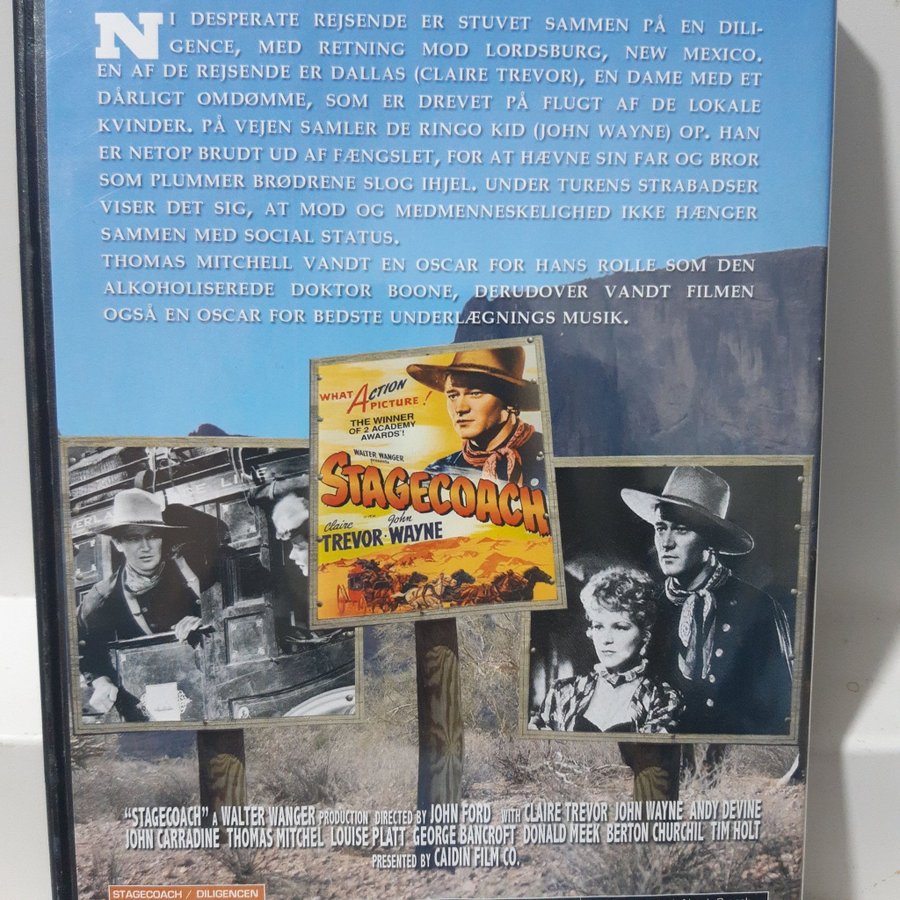 NI DESPERATE REJSENDE ER STUVET SAMMEN PÅ EN DILI-
GENCE, MED RETNING MOD LORDSBURG, NEW MEXICO.
EN AF DE REJSENDE ER DALLAS (CLAIRE TREVOR), EN DAME MED ET
DÅRLIGT OMDØMME, SOM ER DREVET PÅ FLUGT AF DE LOKALE
KVINDER. PÅ VEJEN SAMLER DE RINGO KID (JOHN WAYNE) OP. HAN
ER NETOP BRUDT UD AF FÆNGSLET, FOR AT HÆVNE SIN FAR OG BROR
SOM PLUMMER BRØDRENE SLOG IHJEL. UNDER TURENS STRABADSER
VISER DET SIG, AT MOD OG MEDMENNESKELIGHED IKKE HÆNGER
SAMMEN MED SOCIAL STATUS.
THOMAS MITCHELL VANDT EN OSCAR FOR HANS ROLLE SOM DEN
ALKOHOLISEREDE DOKTOR BOONE, DERUDOVER VANDT FILMEN
OGSÅ EN OSCAR FOR BEDSTE UNDERLÆGNINGS MUSIK.
WHAT ACTION
PICTURE!
THE WINNER
OF 2 ACADEMY
AWARDS'!
WALTER WANGER
presents
STAGECOACH
Claire John
TREVOR · WAYNE
LINE
"STAGECOACH" A WALTER WANGER PRODUCTION DIRECTED BY JOHN FORD WITH CLAIRE TREVOR JOHN WAYNE ANDY DEVINE
JOHN CARRADINE THOMAS MITCHEL LOUISE PLATT GEORGE BANCROFT DONALD MEEK BERTON CHURCHIL TIM HOLT
PRESENTED BY CAIDIN FILM CO.
STAGECOACH / DILIGENCEN